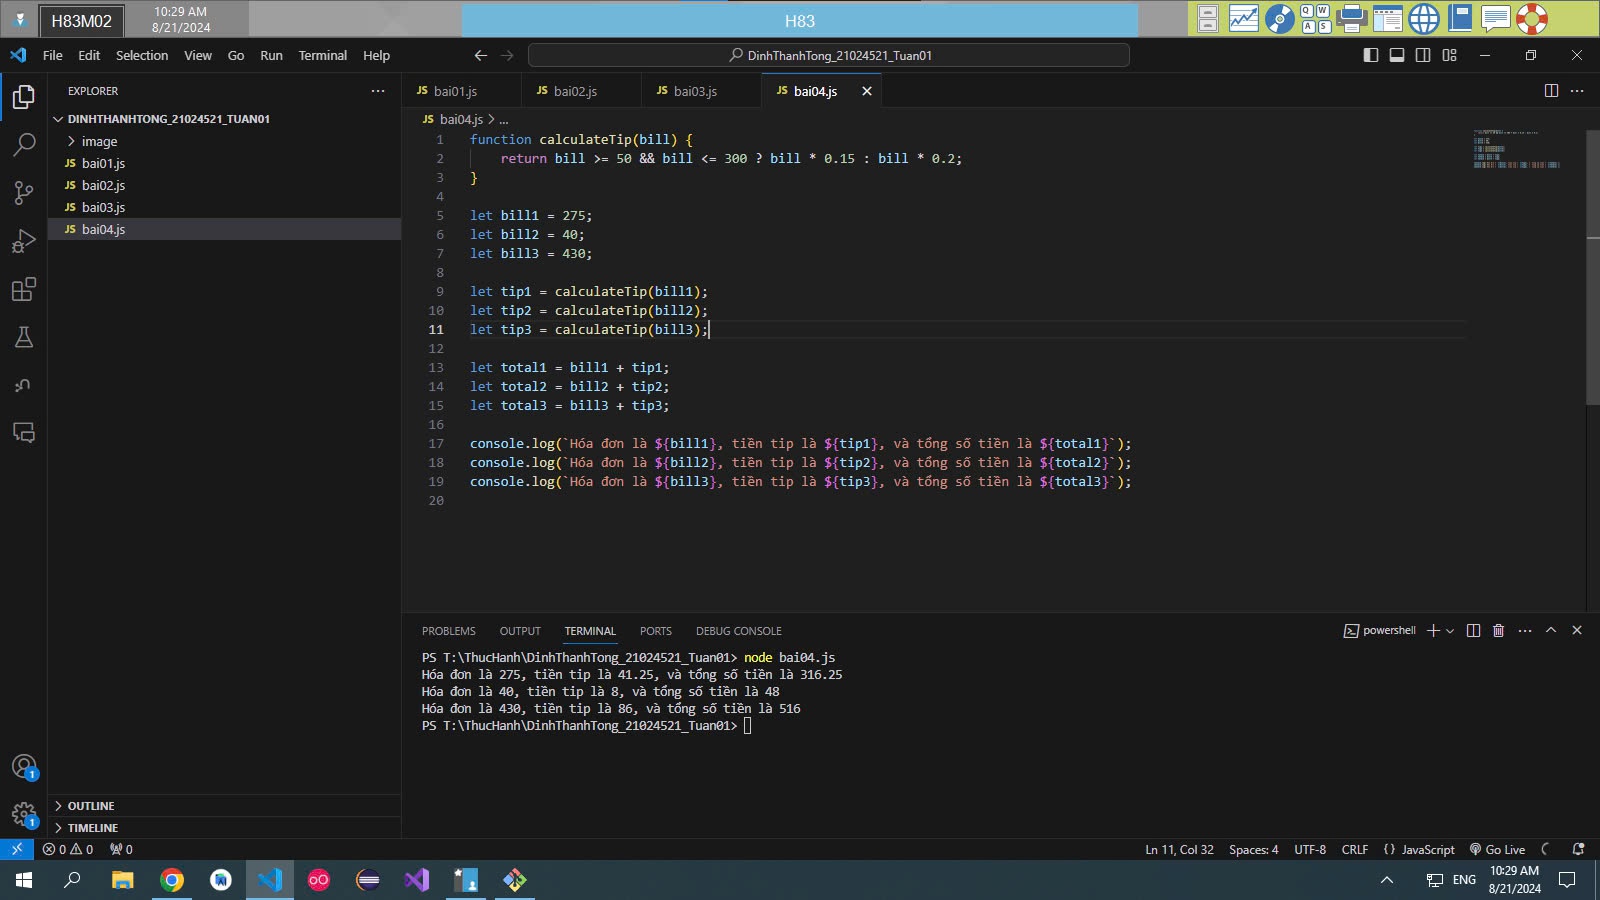 H83M02
10:29 AM
8/21/2024
H83
Q W
A S
File Edit Selection View Go Run Terminal Help
DinhThanhTong_21024521_Tuan01
EXPLORER
DINHTHANHTONG_21024521_TUAN01
image
JS bai01.js
JS bai02.js
JS bai03.js
JS bai04.js
OUTLINE
TIMELINE
JS bai01.js JS bai02.js JS bai03.js JS bai04.js
JS bai04.js > ...
1 function calculateTip(bill) {
2 return bill >= 50 && bill <= 300 ? bill * 0.15 : bill * 0.2;
3 }
4
5 let bill1 = 275;
6 let bill2 = 40;
7 let bill3 = 430;
8
9 let tip1 = calculateTip(bill1);
10 let tip2 = calculateTip(bill2);
11 let tip3 = calculateTip(bill3);
12
13 let total1 = bill1 + tip1;
14 let total2 = bill2 + tip2;
15 let total3 = bill3 + tip3;
16
17 console.log(`Hóa đơn là ${bill1}, tiền tip là ${tip1}, và tổng số tiền là ${total1}`);
18 console.log(`Hóa đơn là ${bill2}, tiền tip là ${tip2}, và tổng số tiền là ${total2}`);
19 console.log(`Hóa đơn là ${bill3}, tiền tip là ${tip3}, và tổng số tiền là ${total3}`);
20
PROBLEMS OUTPUT TERMINAL PORTS DEBUG CONSOLE
powershell
PS T:\ThucHanh\DinhThanhTong_21024521_Tuan01> node bai04.js
Hóa đơn là 275, tiền tip là 41.25, và tổng số tiền là 316.25
Hóa đơn là 40, tiền tip là 8, và tổng số tiền là 48
Hóa đơn là 430, tiền tip là 86, và tổng số tiền là 516
PS T:\ThucHanh\DinhThanhTong_21024521_Tuan01>
1
1
0 0 0
Ln 11, Col 32 Spaces: 4 UTF-8 CRLF {} JavaScript Go Live
ENG
10:29 AM
8/21/2024